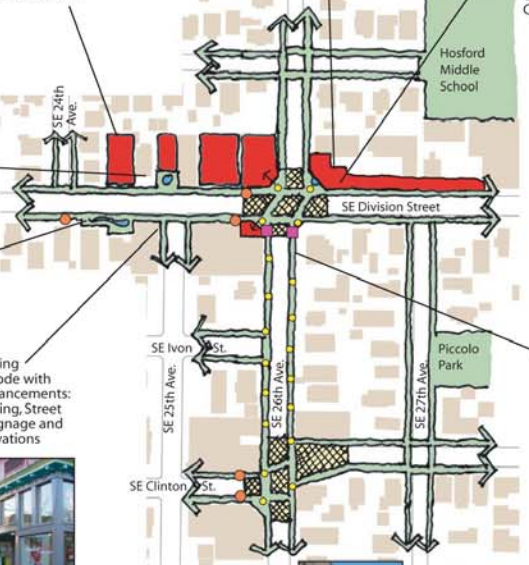 Hosford
Middle
School
SE 24th
Ave.
SE Division Street
SE Ivon St.
SE 25th Ave.
SE 26th Ave.
SE 27th Ave.
Piccolo
Park
ing
ode with
ancements:
ing, Street
ignage and
vations
SE Clinton St.